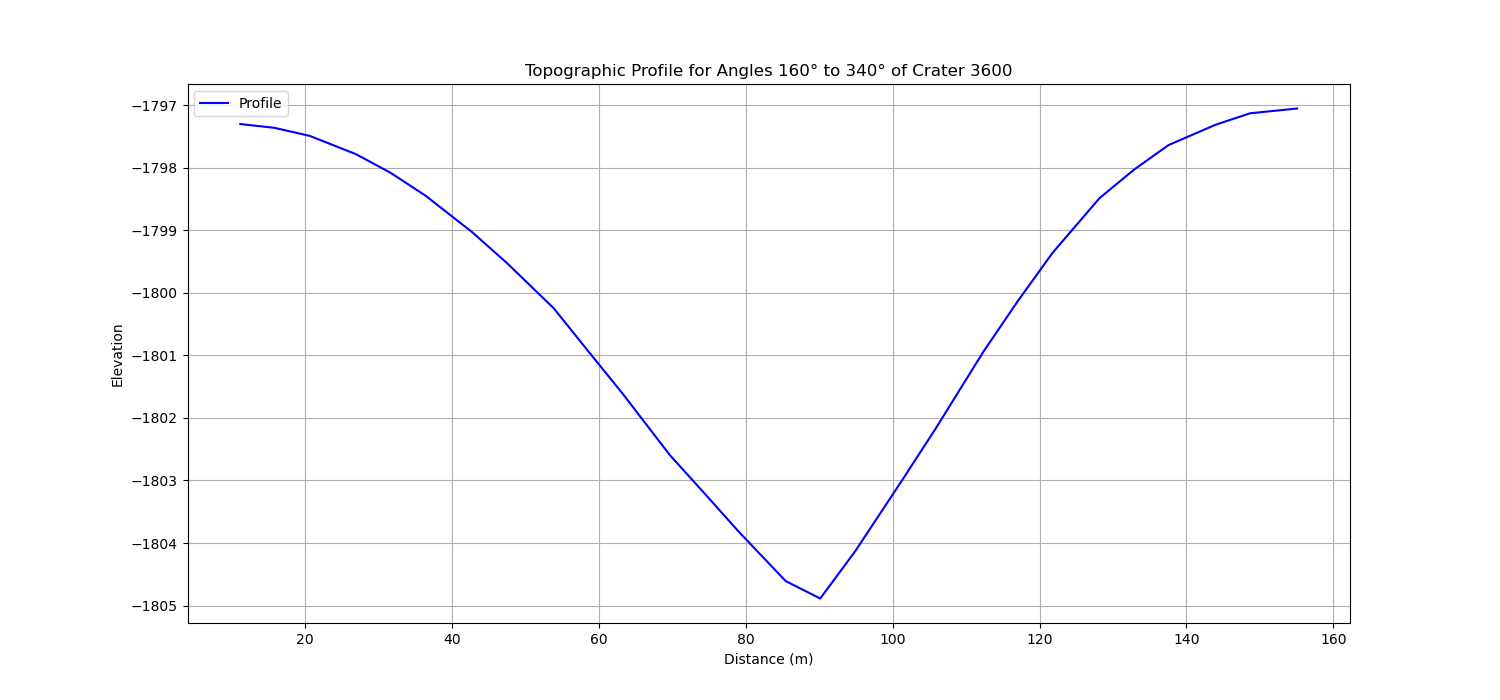 Topographic Profile for Angles 160° to 340° of Crater 3600
Profile
−1797
−1798
−1799
−1800
−1801
−1802
−1803
−1804
−1805
Elevation
20 40 60 80 100 120 140 160
Distance (m)